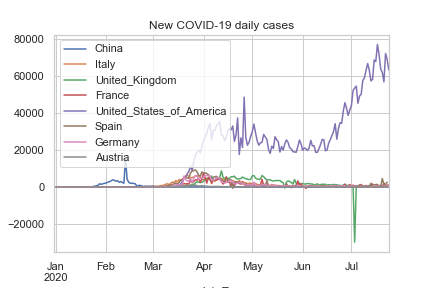 New COVID-19 daily cases
80000
60000
40000
20000
0
−20000
China
Italy
United_Kingdom
France
United_States_of_America
Spain
Germany
Austria
Jan Feb Mar Apr May Jun Jul
2020